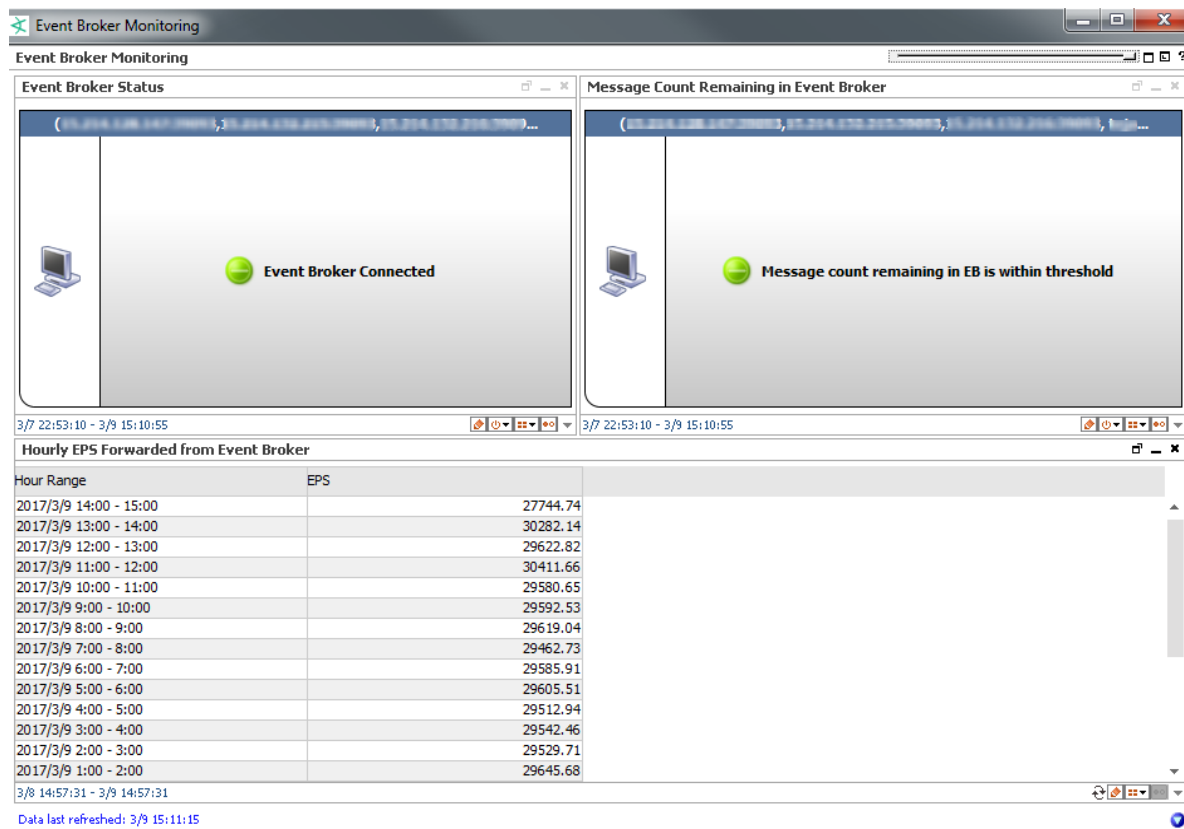 Event Broker Monitoring
Event Broker Monitoring
?
Event Broker Status
Message Count Remaining in Event Broker
Event Broker Connected
Message count remaining in EB is within threshold
3/7 22:53:10 - 3/9 15:10:55
3/7 22:53:10 - 3/9 15:10:55
Hourly EPS Forwarded from Event Broker
Hour Range EPS
2017/3/9 14:00 - 15:00 27744.74
2017/3/9 13:00 - 14:00 30282.14
2017/3/9 12:00 - 13:00 29622.82
2017/3/9 11:00 - 12:00 30411.66
2017/3/9 10:00 - 11:00 29580.65
2017/3/9 9:00 - 10:00 29592.53
2017/3/9 8:00 - 9:00 29619.04
2017/3/9 7:00 - 8:00 29462.73
2017/3/9 6:00 - 7:00 29585.91
2017/3/9 5:00 - 6:00 29605.51
2017/3/9 4:00 - 5:00 29512.94
2017/3/9 3:00 - 4:00 29542.46
2017/3/9 2:00 - 3:00 29529.71
2017/3/9 1:00 - 2:00 29645.68
3/8 14:57:31 - 3/9 14:57:31
Data last refreshed: 3/9 15:11:15